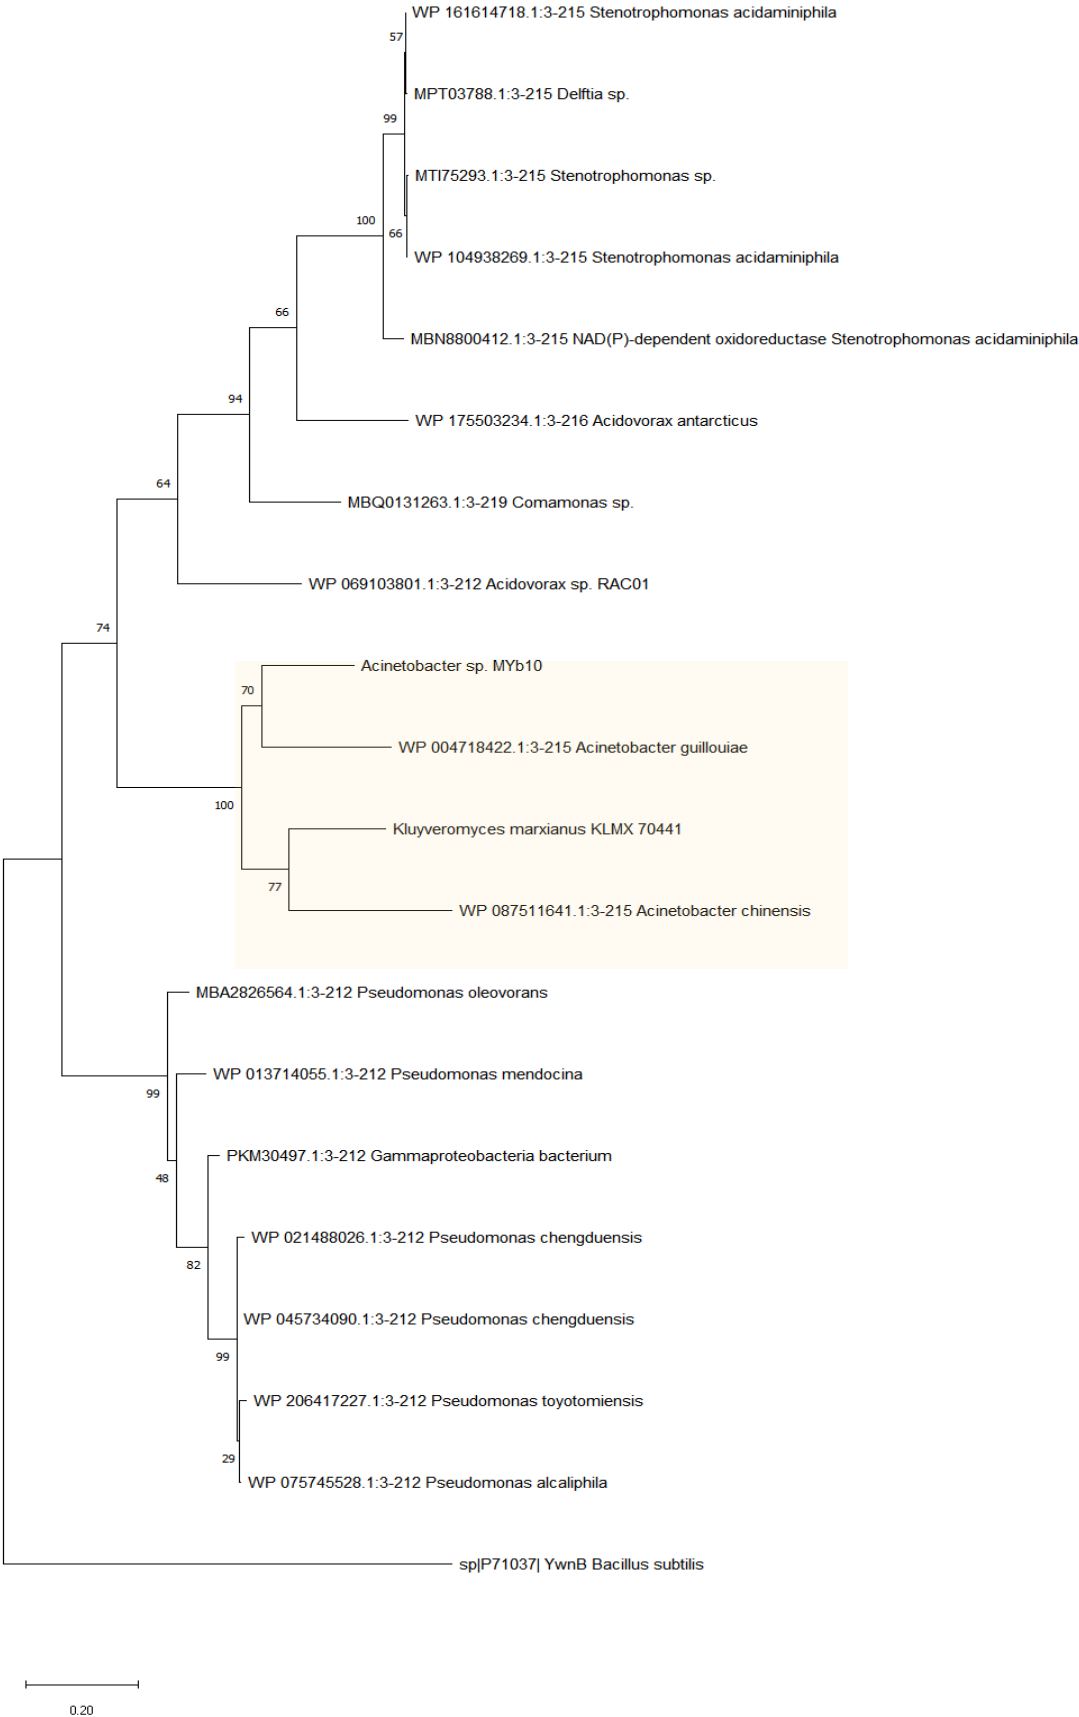 WP 161614718.1:3-215 Stenotrophomonas acidaminiphila
57
MPT03788.1:3-215 Delftia sp.
99
MTI75293.1:3-215 Stenotrophomonas sp.
100
66
WP 104938269.1:3-215 Stenotrophomonas acidaminiphila
66
MBN8800412.1:3-215 NAD(P)-dependent oxidoreductase Stenotrophomonas acidaminiphila
94
WP 175503234.1:3-216 Acidovorax antarcticus
64
MBQ0131263.1:3-219 Comamonas sp.
WP 069103801.1:3-212 Acidovorax sp. RAC01
74
Acinetobacter sp. MYb10
70
WP 004718422.1:3-215 Acinetobacter guillouiae
100
Kluyveromyces marxianus KLMX 70441
77
WP 087511641.1:3-215 Acinetobacter chinensis
MBA2826564.1:3-212 Pseudomonas oleovorans
WP 013714055.1:3-212 Pseudomonas mendocina
99
PKM30497.1:3-212 Gammaproteobacteria bacterium
48
WP 021488026.1:3-212 Pseudomonas chengduensis
82
WP 045734090.1:3-212 Pseudomonas chengduensis
99
WP 206417227.1:3-212 Pseudomonas toyotomiensis
29
WP 075745528.1:3-212 Pseudomonas alcaliphila
sp|P71037| YwnB Bacillus subtilis
0.20